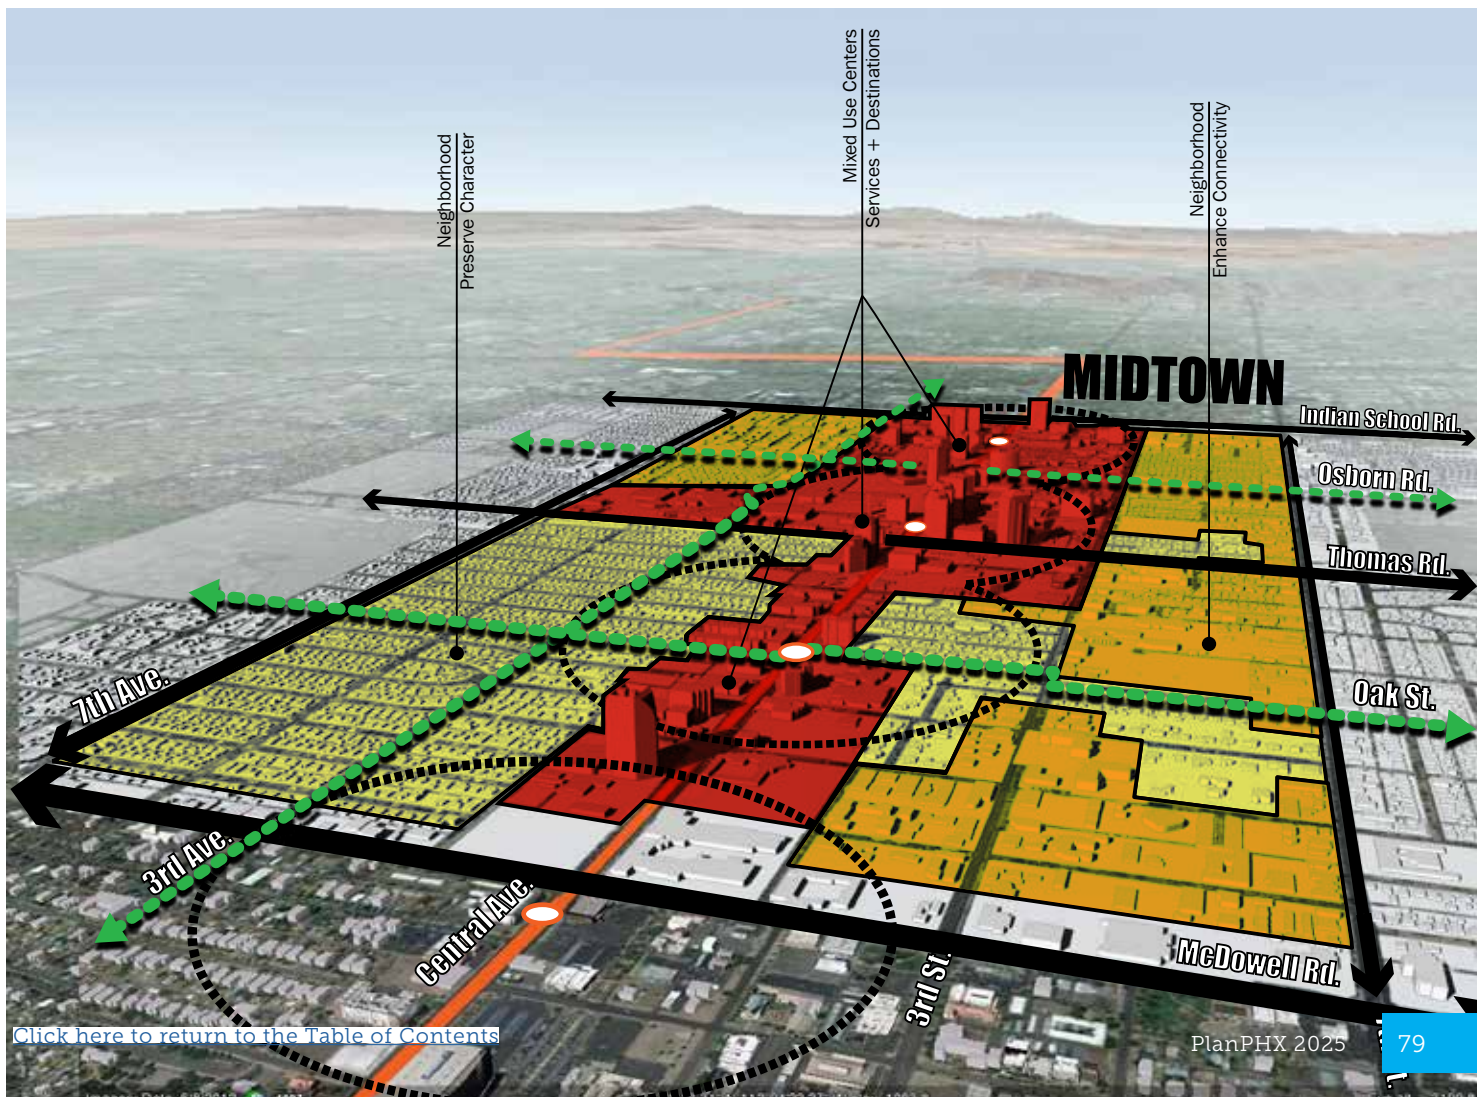 Mixed Use Centers
Services + Destinations
Neighborhood
Preserve Character
Neighborhood
Enhance Connectivity
MIDTOWN
Indian School Rd.
Osborn Rd.
Thomas Rd.
Oak St.
7th Ave.
3rd Ave.
Central Ave.
3rd St.
McDowell Rd.
Click here to return to the Table of Contents
PlanPHX 2025
79